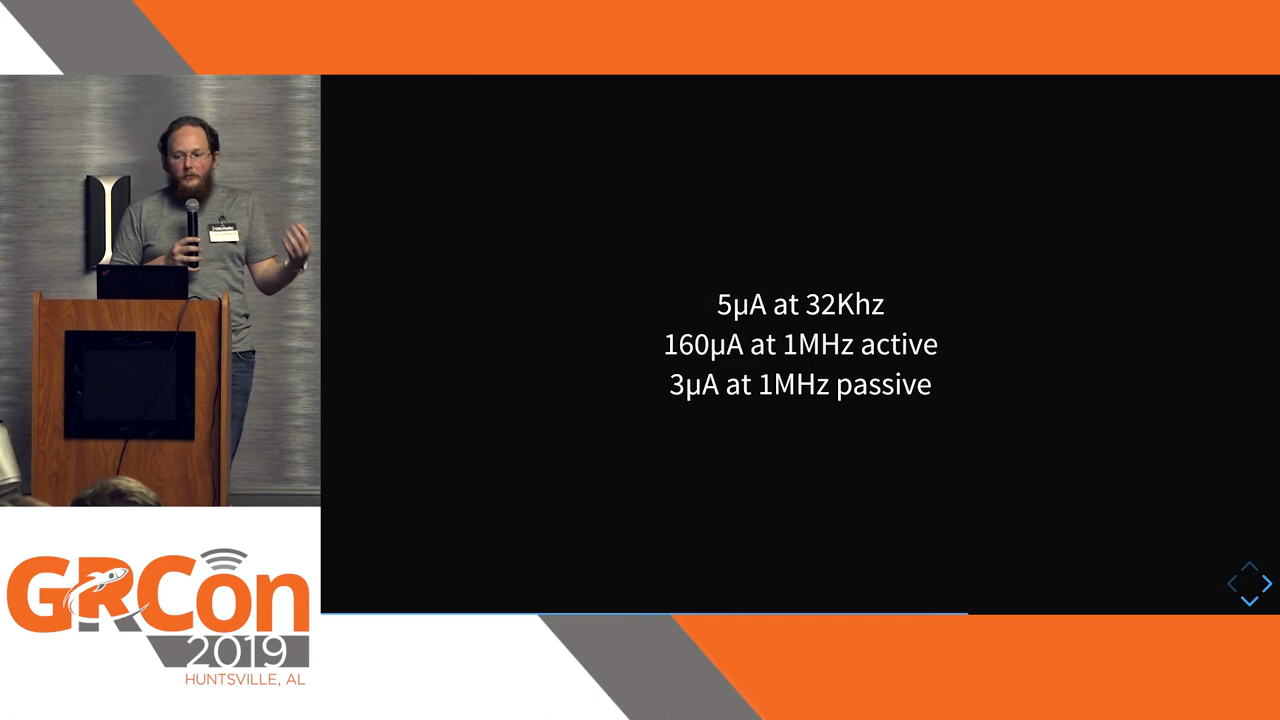 5µA at 32Khz
160µA at 1MHz active
3µA at 1MHz passive
GRCon
2019
HUNTSVILLE, AL